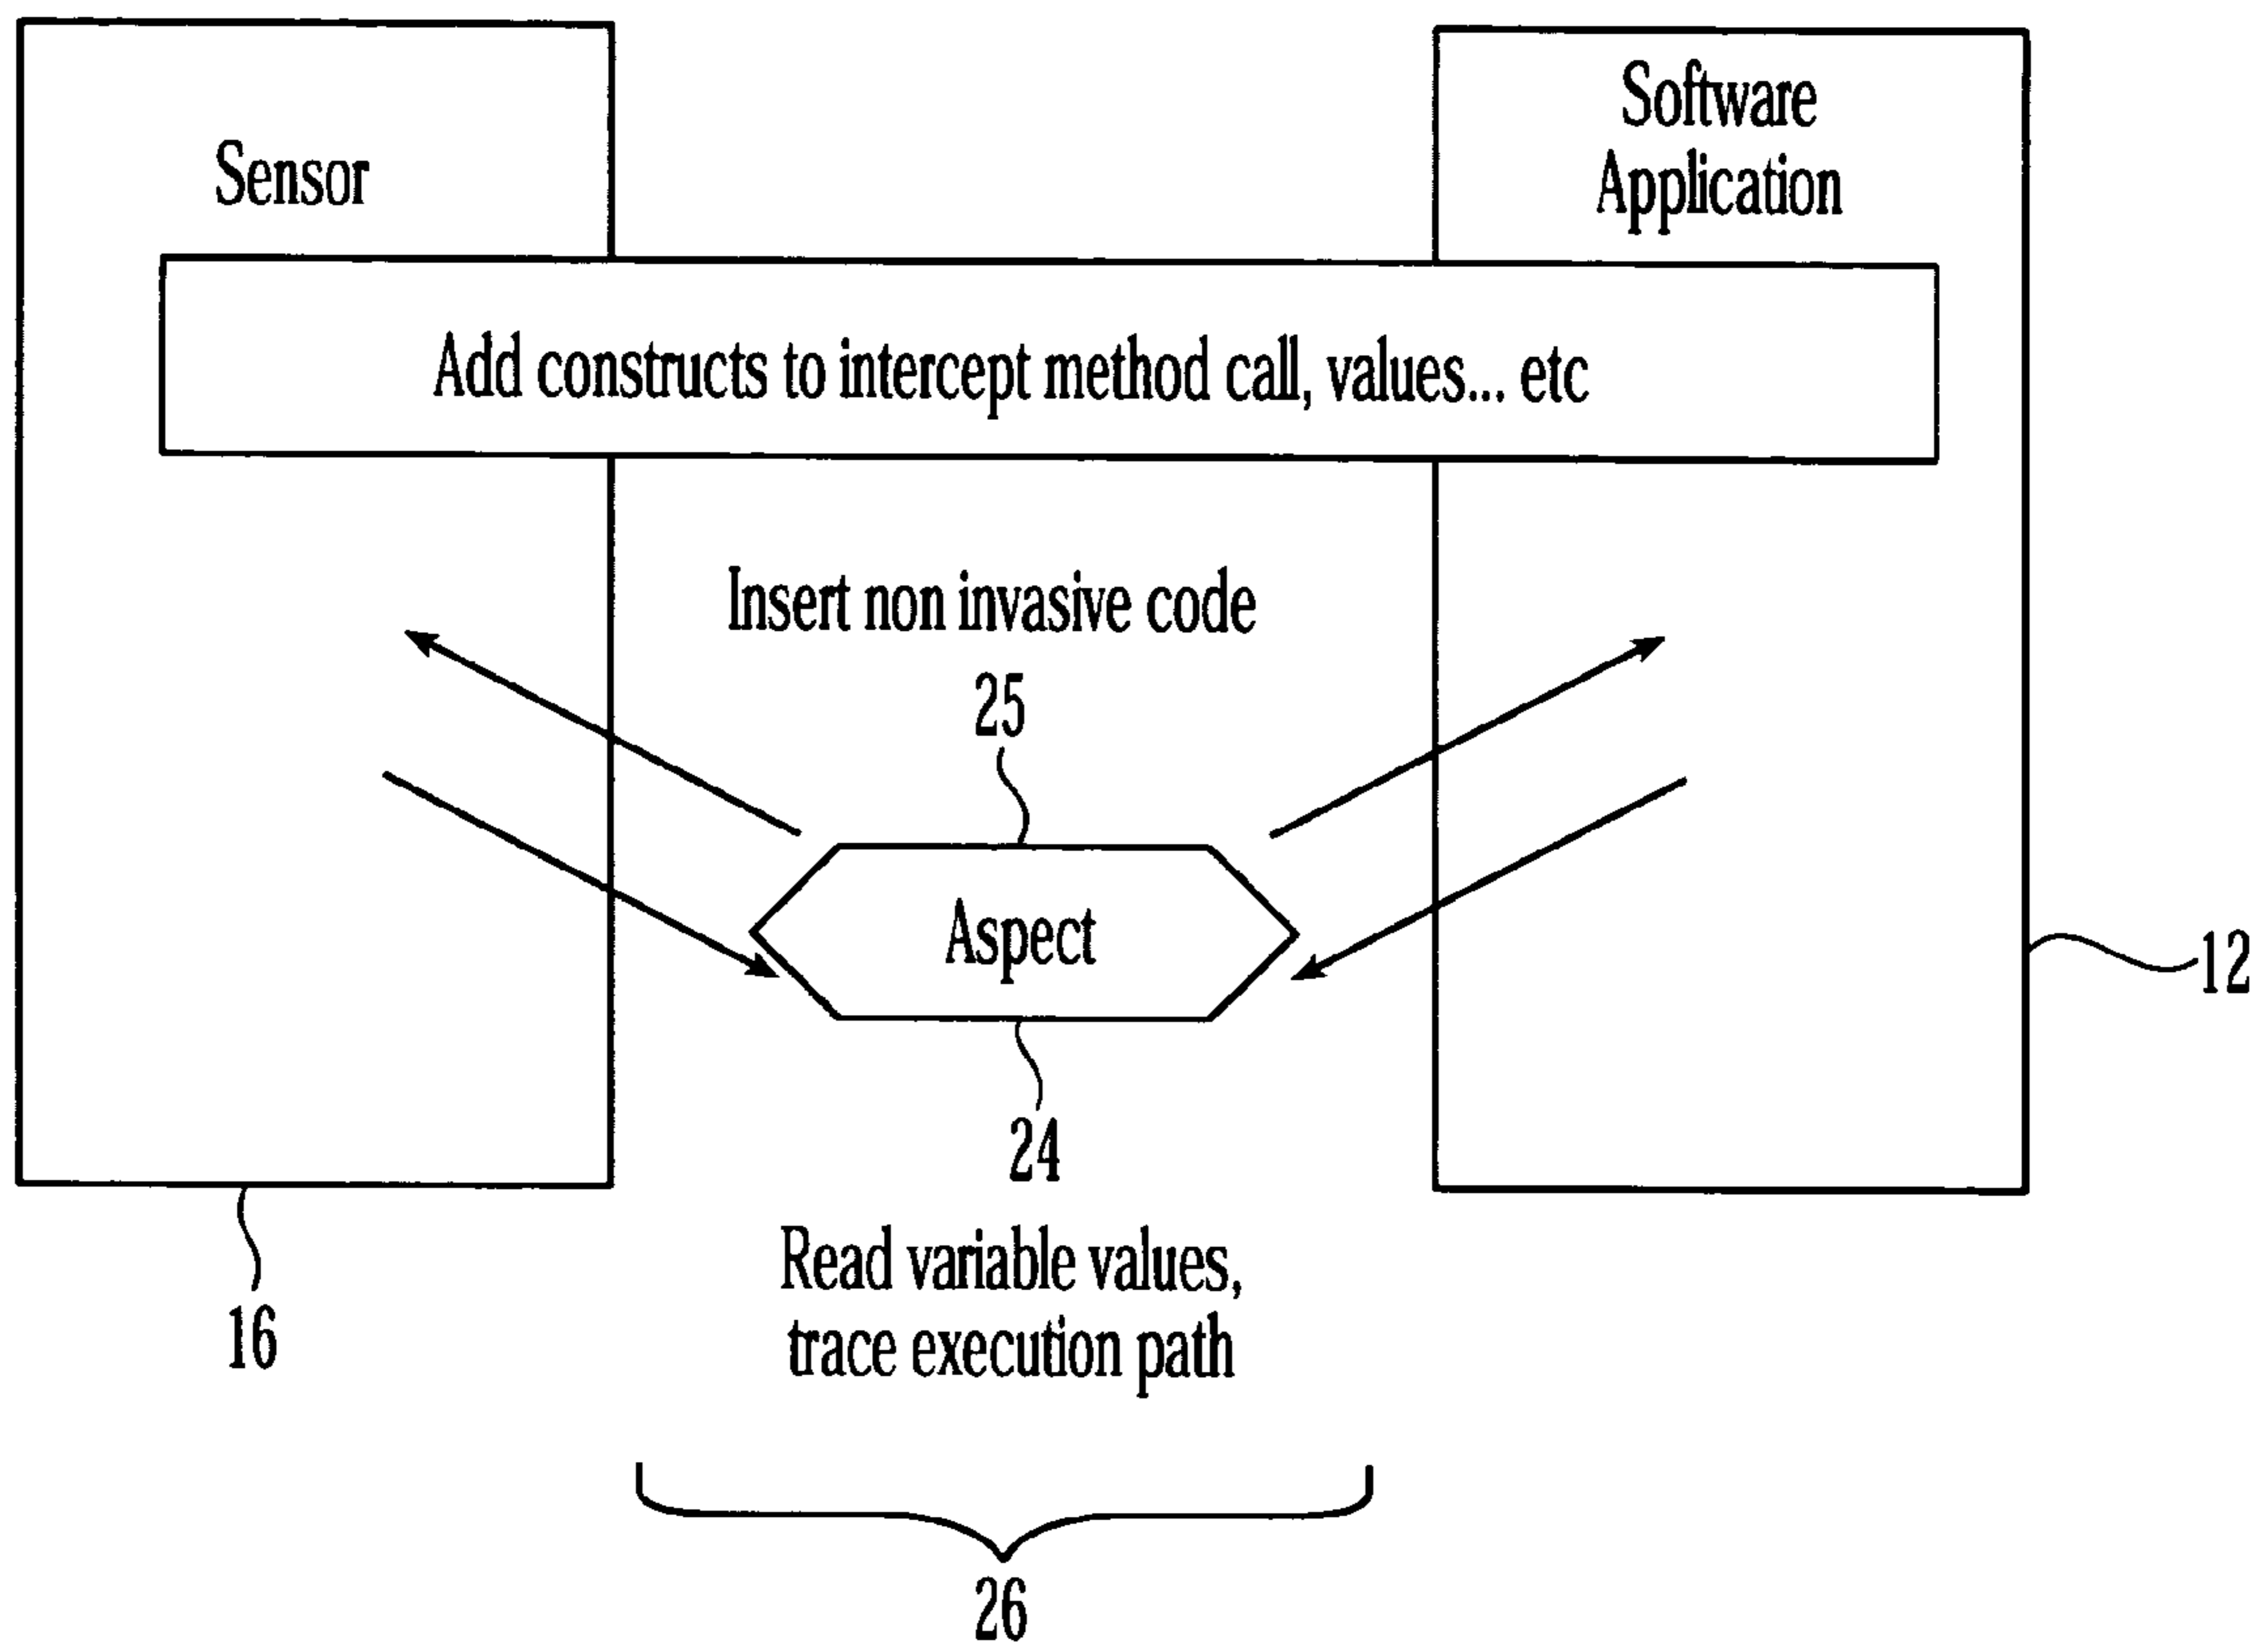 Sensor
Software
Application
Add constructs to intercept method call, values... etc
Insert non invasive code
25
Aspect
12
24
16
Read variable values,
trace execution path
26